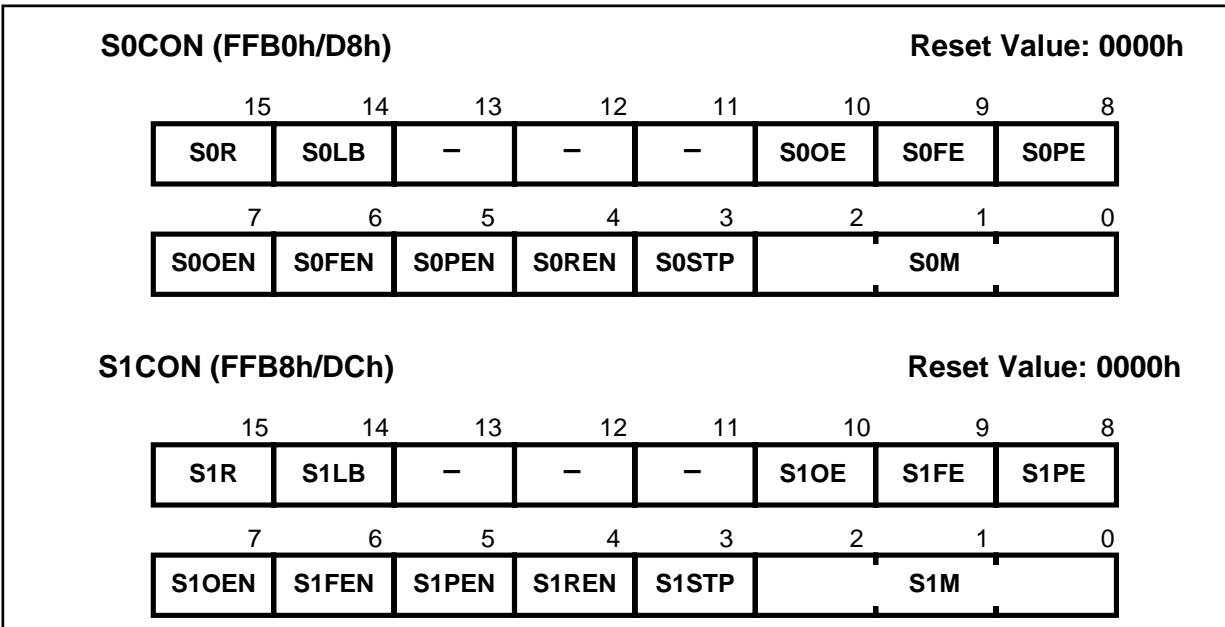 S0CON (FFB0h/D8h) Reset Value: 0000h
15 14 13 12 11 10 9 8
S0R S0LB – – – S0OE S0FE S0PE
7 6 5 4 3 2 1 0
S0OEN S0FEN S0PEN S0REN S0STP S0M
S1CON (FFB8h/DCh) Reset Value: 0000h
15 14 13 12 11 10 9 8
S1R S1LB – – – S1OE S1FE S1PE
7 6 5 4 3 2 1 0
S1OEN S1FEN S1PEN S1REN S1STP S1M